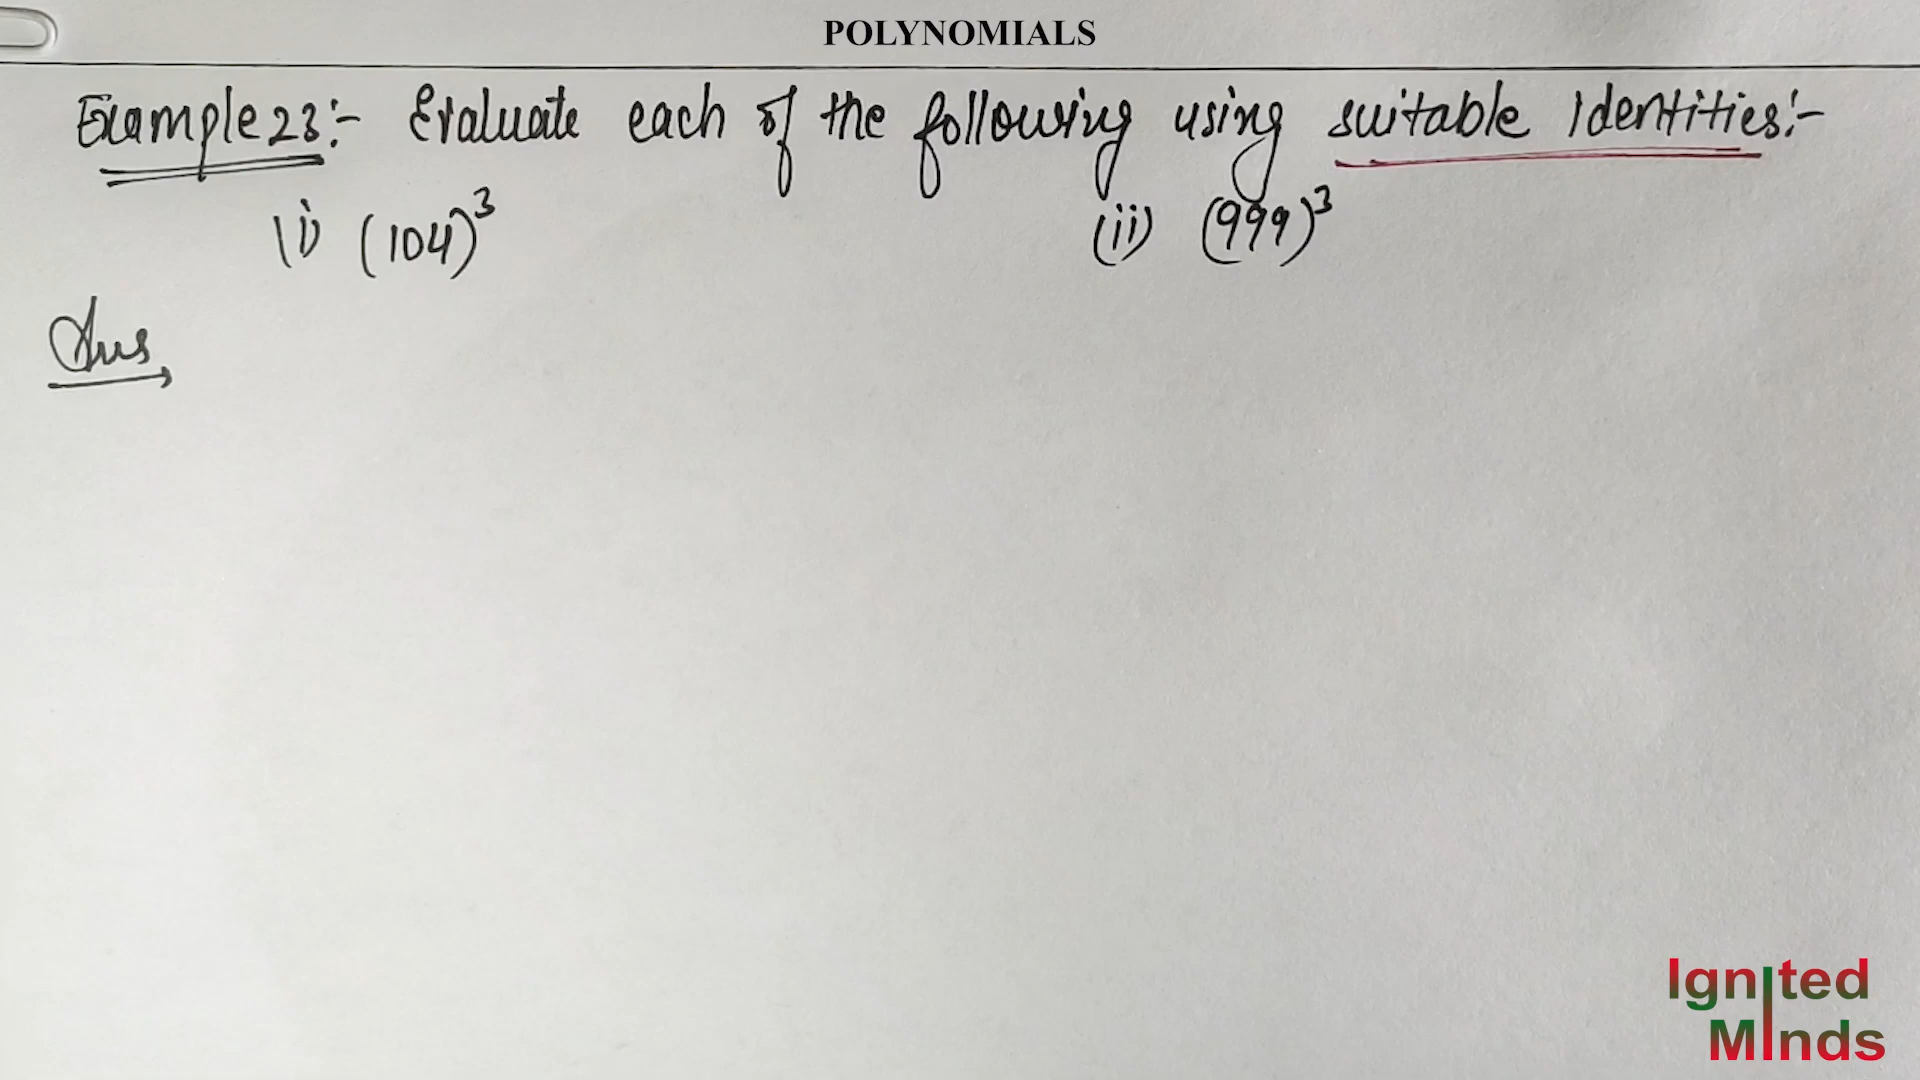 POLYNOMIALS
Example 23:- Evaluate each of the following using suitable Identities:-
(i) (104)³ (ii) (999)³
Ans
Ignited
Minds